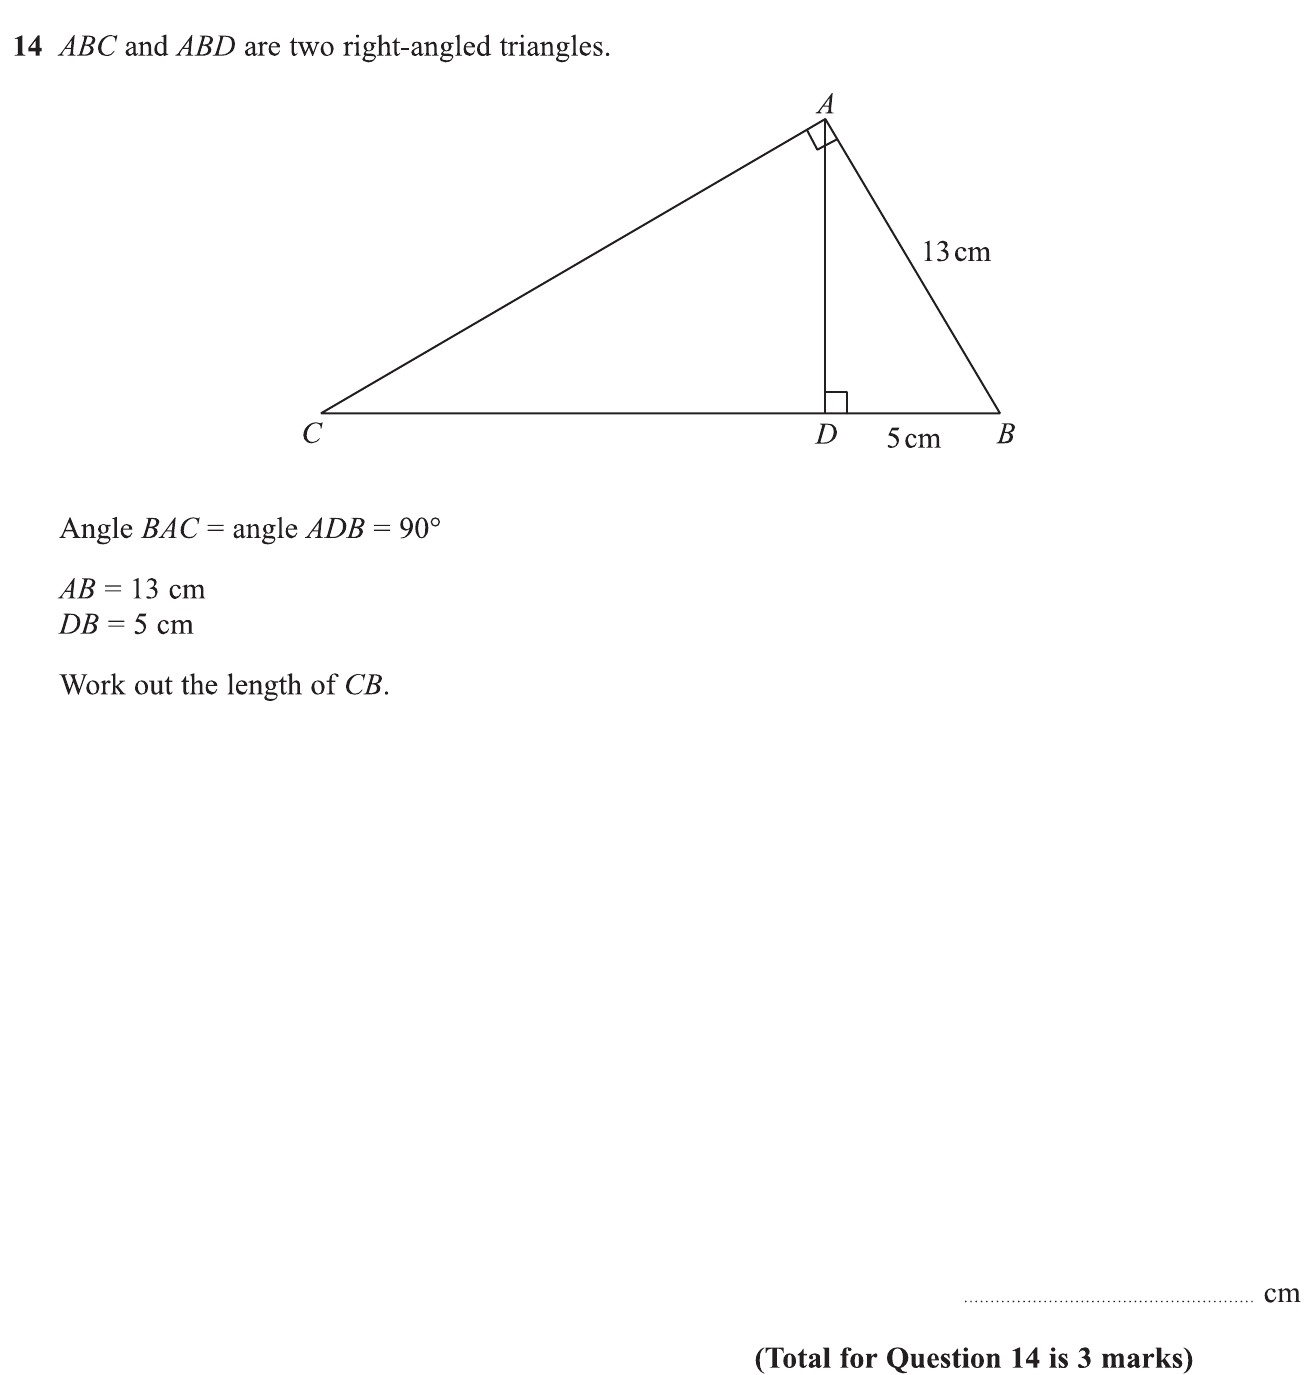 14 ABC and ABD are two right-angled triangles.
A
13 cm
C
D
5 cm
B
Angle BAC = angle ADB = 90°
AB = 13 cm
DB = 5 cm
Work out the length of CB.
.......................................................... cm
(Total for Question 14 is 3 marks)